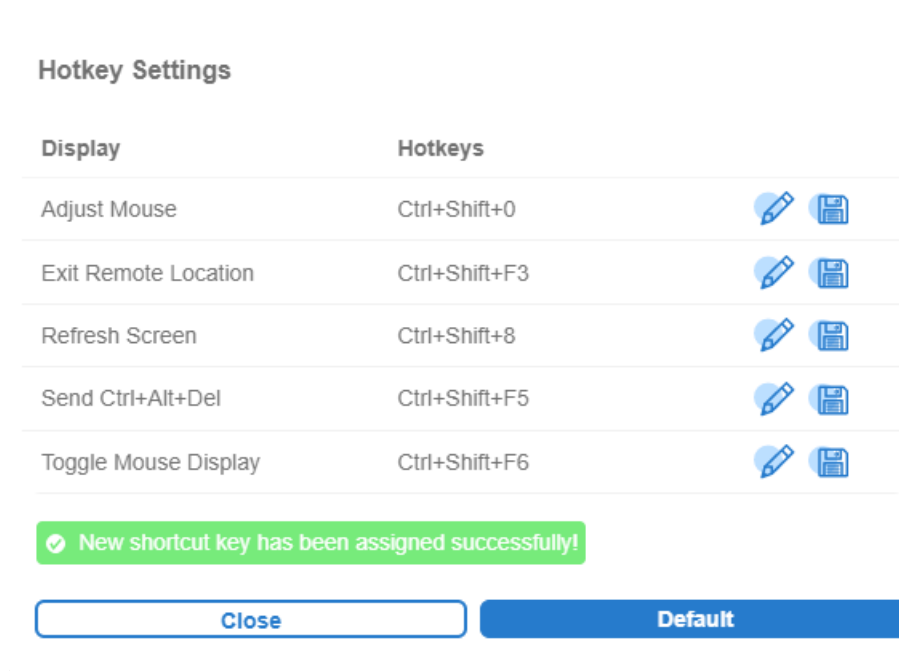 Hotkey Settings
Display Hotkeys
Adjust Mouse Ctrl+Shift+0
Exit Remote Location Ctrl+Shift+F3
Refresh Screen Ctrl+Shift+8
Send Ctrl+Alt+Del Ctrl+Shift+F5
Toggle Mouse Display Ctrl+Shift+F6
New shortcut key has been assigned successfully!
Close Default